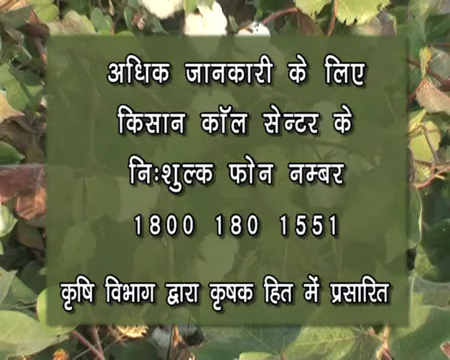 अधिक जानकारी के लिए
किसान कॉल सेन्टर के
निःशुल्क फोन नम्बर
1800 180 1551
कृषि विभाग द्वारा कृषक हित में प्रसारित